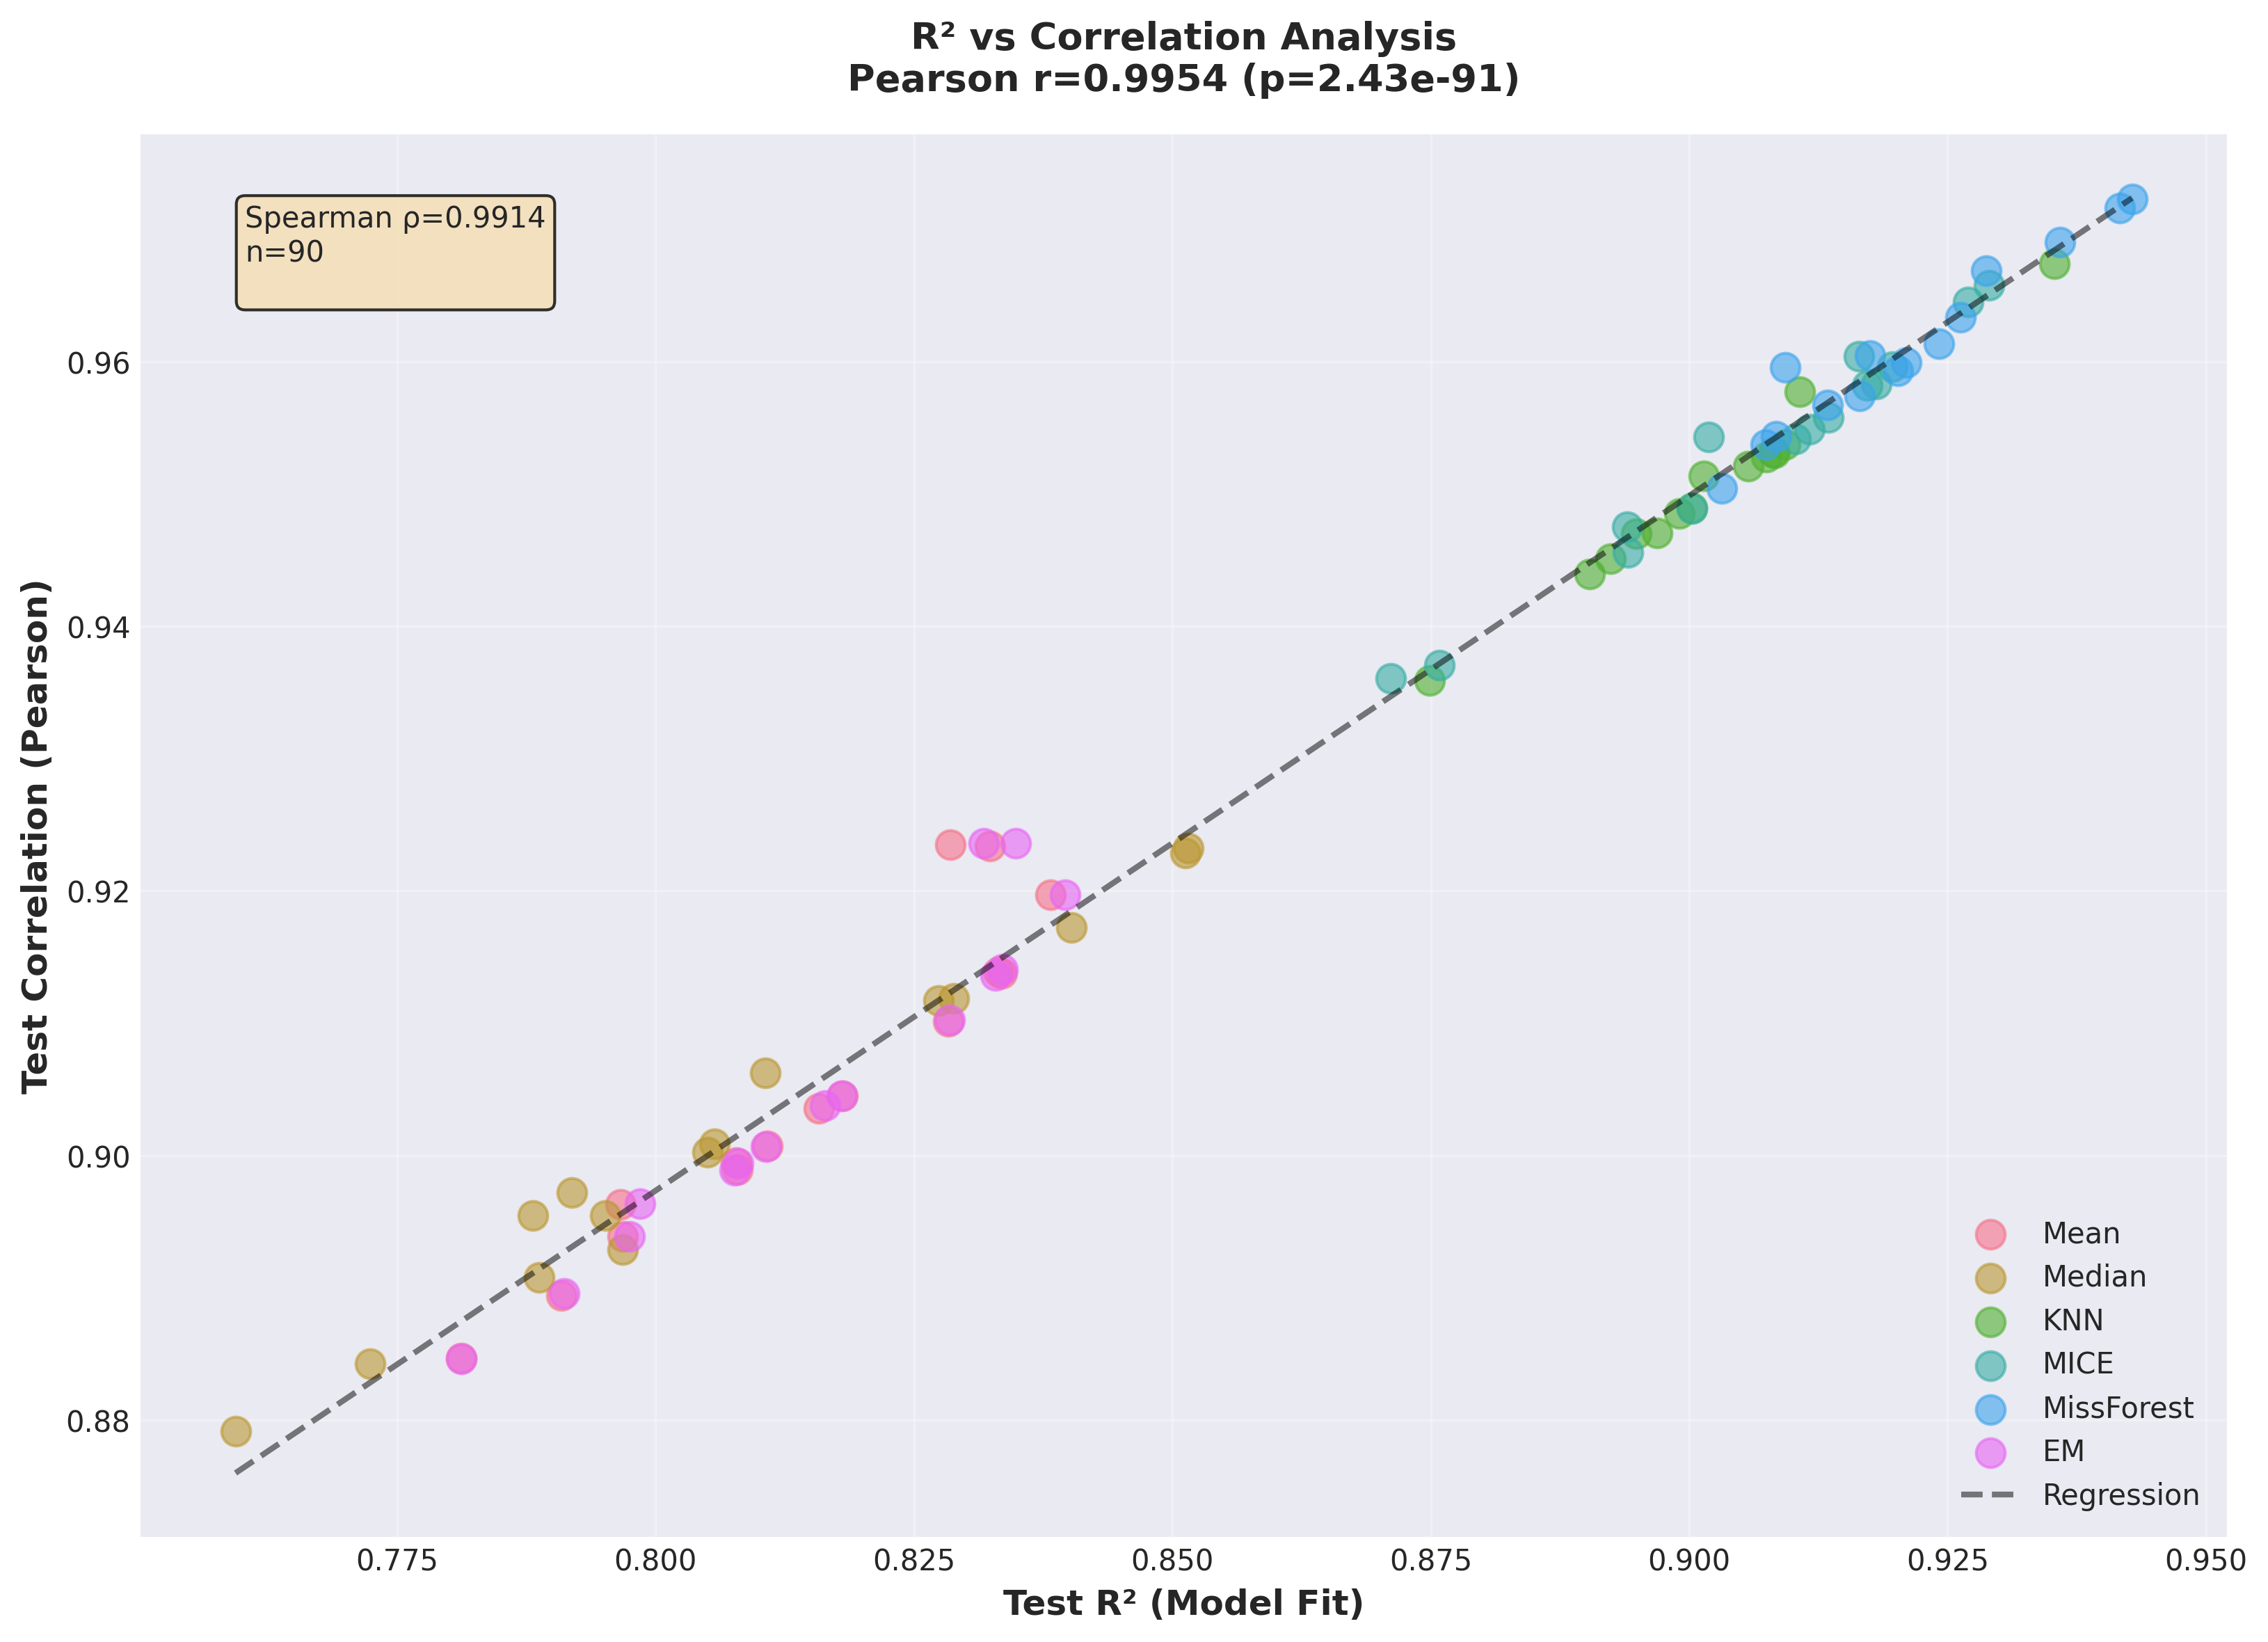 R² vs Correlation Analysis
Pearson r=0.9954 (p=2.43e-91)
Spearman ρ=0.9914
n=90
Test Correlation (Pearson)
0.96
0.94
0.92
0.90
0.88
0.775
0.800
0.825
0.850
0.875
0.900
0.925
0.950
Test R² (Model Fit)
Mean
Median
KNN
MICE
MissForest
EM
Regression